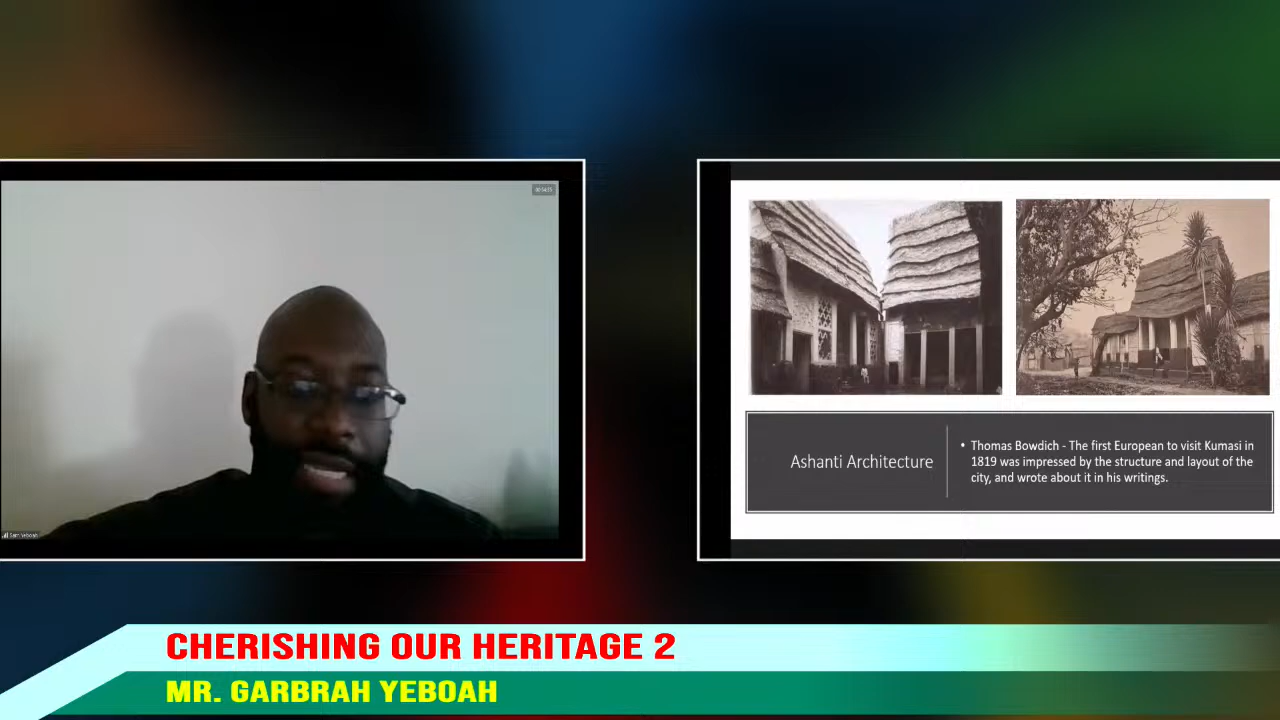 Ashanti Architecture
• Thomas Bowdich - The first European to visit Kumasi in
1819 was impressed by the structure and layout of the
city, and wrote about it in his writings.
CHERISHING OUR HERITAGE 2
MR. GARBRAH YEBOAH